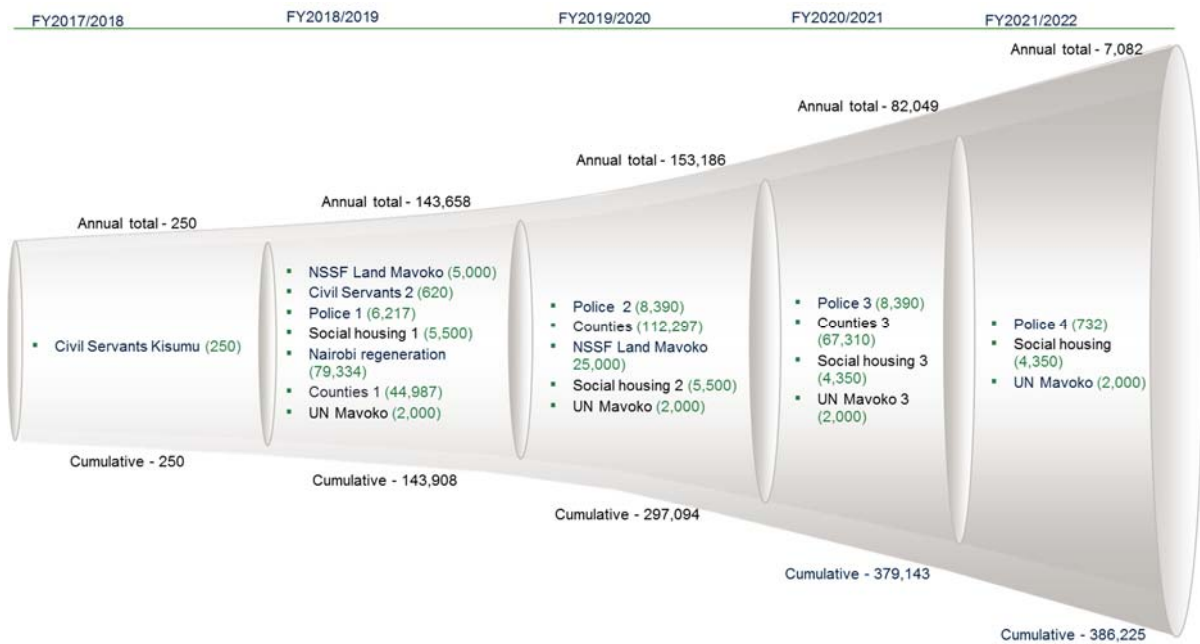 FY2017/2018
FY2018/2019
FY2019/2020
FY2020/2021
FY2021/2022
Annual total - 250
Annual total - 143,658
Annual total - 153,186
Annual total - 82,049
Annual total - 7,082
▪ Civil Servants Kisumu (250)
▪ NSSF Land Mavoko (5,000)
▪ Civil Servants 2 (620)
▪ Police 1 (6,217)
▪ Social housing 1 (5,500)
▪ Nairobi regeneration
(79,334)
▪ Counties 1 (44,987)
▪ UN Mavoko (2,000)
▪ Police 2 (8,390)
▪ Counties (112,297)
▪ NSSF Land Mavoko
25,000)
▪ Social housing 2 (5,500)
▪ UN Mavoko (2,000)
▪ Police 3 (8,390)
▪ Counties 3
(67,310)
▪ Social housing 3
(4,350)
▪ UN Mavoko 3
(2,000)
▪ Police 4 (732)
▪ Social housing
(4,350)
▪ UN Mavoko (2,000)
Cumulative - 250
Cumulative - 143,908
Cumulative - 297,094
Cumulative - 379,143
Cumulative - 386,225